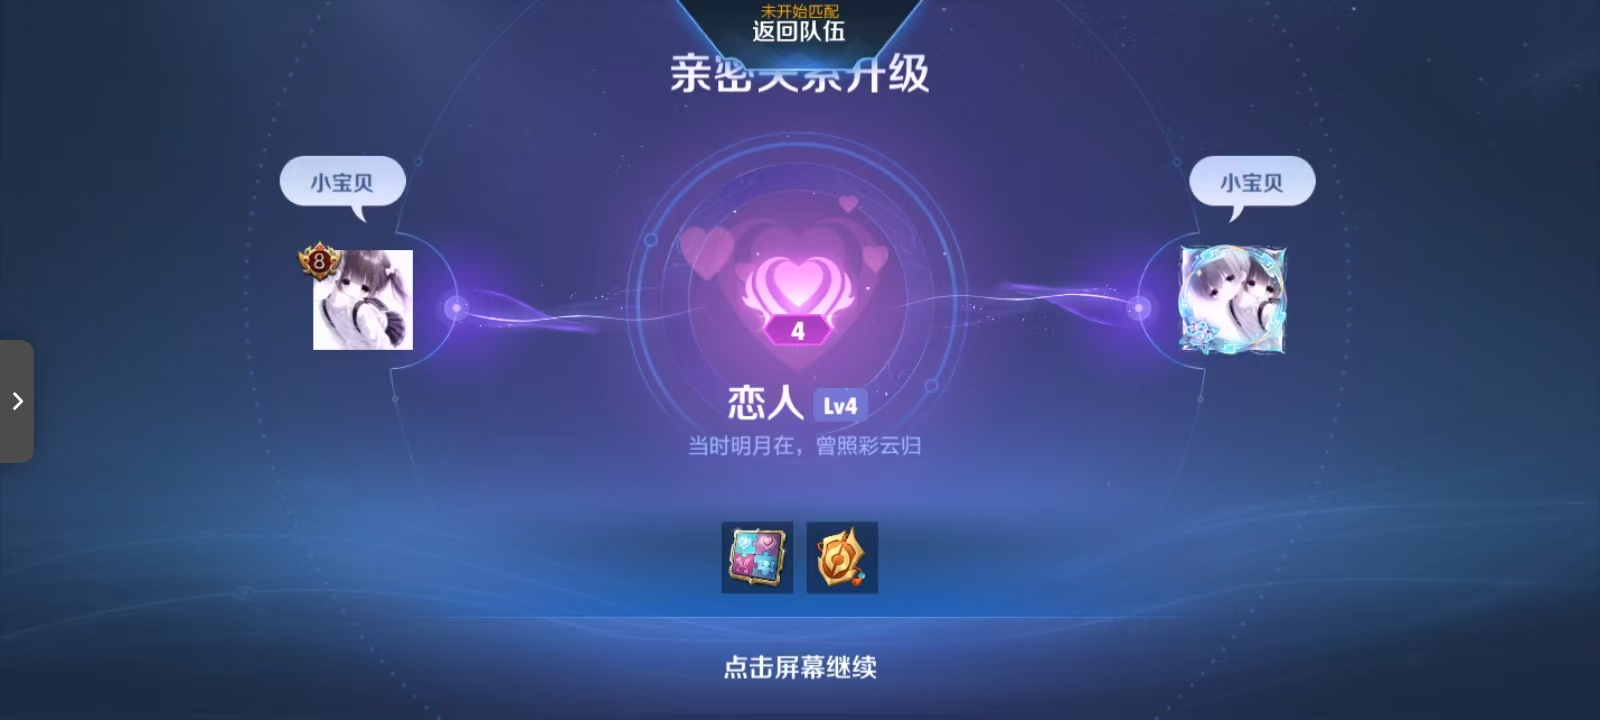 未开始匹配
返回队伍
亲密关系升级
小宝贝
小宝贝
8
4
恋人 Lv4
当时明月在，曾照彩云归
点击屏幕继续